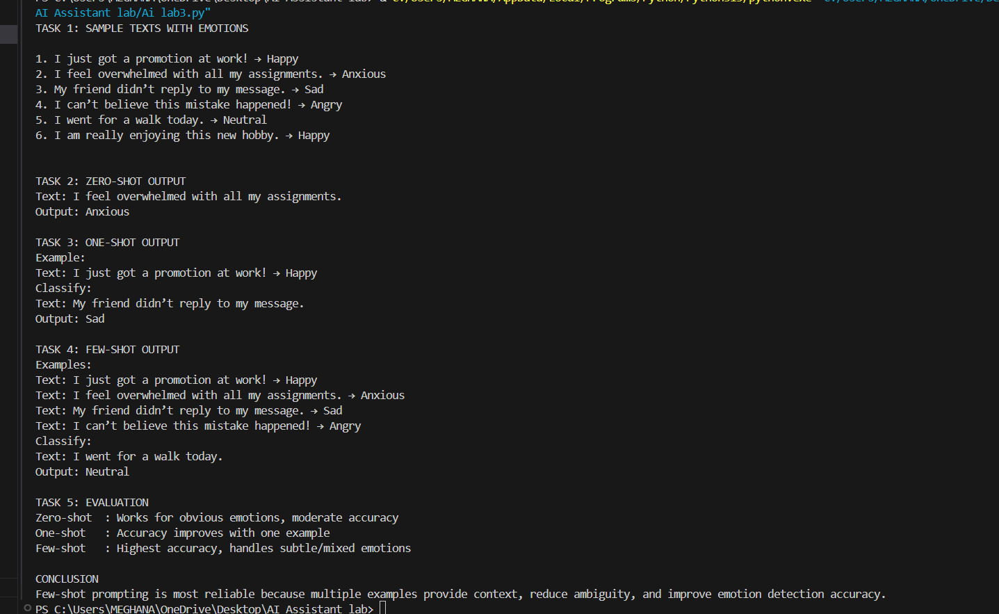 AI Assistant lab/Ai lab3.py"
TASK 1: SAMPLE TEXTS WITH EMOTIONS
1. I just got a promotion at work! → Happy
2. I feel overwhelmed with all my assignments. → Anxious
3. My friend didn’t reply to my message. → Sad
4. I can’t believe this mistake happened! → Angry
5. I went for a walk today. → Neutral
6. I am really enjoying this new hobby. → Happy
TASK 2: ZERO-SHOT OUTPUT
Text: I feel overwhelmed with all my assignments.
Output: Anxious
TASK 3: ONE-SHOT OUTPUT
Example:
Text: I just got a promotion at work! → Happy
Classify:
Text: My friend didn’t reply to my message.
Output: Sad
TASK 4: FEW-SHOT OUTPUT
Examples:
Text: I just got a promotion at work! → Happy
Text: I feel overwhelmed with all my assignments. → Anxious
Text: My friend didn’t reply to my message. → Sad
Text: I can’t believe this mistake happened! → Angry
Classify:
Text: I went for a walk today.
Output: Neutral
TASK 5: EVALUATION
Zero-shot  : Works for obvious emotions, moderate accuracy
One-shot   : Accuracy improves with one example
Few-shot   : Highest accuracy, handles subtle/mixed emotions
CONCLUSION
Few-shot prompting is most reliable because multiple examples provide context, reduce ambiguity, and improve emotion detection accuracy.
PS C:\Users\MEGHANA\OneDrive\Desktop\AI Assistant lab>